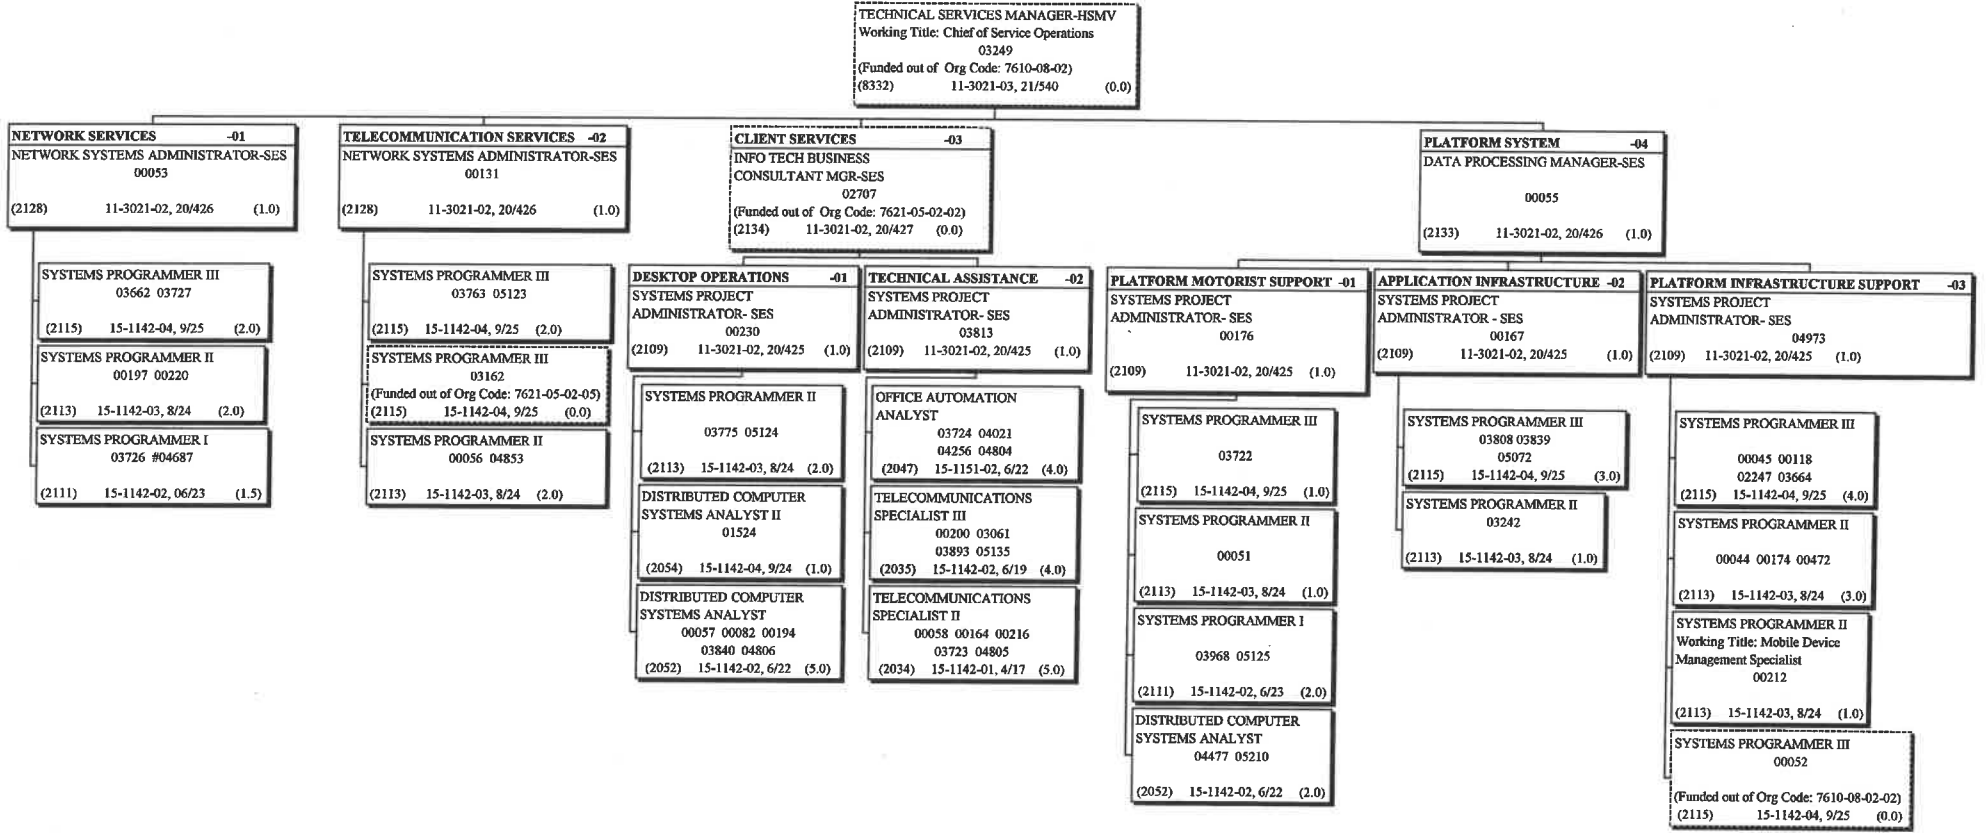 TECHNICAL SERVICES MANAGER-HSMV
Working Title: Chief of Service Operations
03249
(Funded out of Org Code: 7610-08-02)
(8332) 11-3021-03, 21/540 (0.0)
NETWORK SERVICES -01
NETWORK SYSTEMS ADMINISTRATOR-SES
00053
(2128) 11-3021-02, 20/426 (1.0)
SYSTEMS PROGRAMMER III
03662 03727
(2115) 15-1142-04, 9/25 (2.0)
SYSTEMS PROGRAMMER II
00197 00220
(2113) 15-1142-03, 8/24 (2.0)
SYSTEMS PROGRAMMER I
03726 #04687
(2111) 15-1142-02, 06/23 (1.5)
TELECOMMUNICATION SERVICES -02
NETWORK SYSTEMS ADMINISTRATOR-SES
00131
(2128) 11-3021-02, 20/426 (1.0)
SYSTEMS PROGRAMMER III
03763 05123
(2115) 15-1142-04, 9/25 (2.0)
SYSTEMS PROGRAMMER III
03162
(Funded out of Org Code: 7621-05-02-05)
(2115) 15-1142-04, 9/25 (0.0)
SYSTEMS PROGRAMMER II
00056 04853
(2113) 15-1142-03, 8/24 (2.0)
CLIENT SERVICES -03
INFO TECH BUSINESS
CONSULTANT MGR-SES
02707
(Funded out of Org Code: 7621-05-02-02)
(2134) 11-3021-02, 20/427 (0.0)
DESKTOP OPERATIONS -01
SYSTEMS PROJECT
ADMINISTRATOR- SES
00230
(2109) 11-3021-02, 20/425 (1.0)
SYSTEMS PROGRAMMER II
03775 05124
(2113) 15-1142-03, 8/24 (2.0)
DISTRIBUTED COMPUTER
SYSTEMS ANALYST II
01524
(2054) 15-1142-04, 9/24 (1.0)
DISTRIBUTED COMPUTER
SYSTEMS ANALYST
00057 00082 00194
03840 04806
(2052) 15-1142-02, 6/22 (5.0)
TECHNICAL ASSISTANCE -02
SYSTEMS PROJECT
ADMINISTRATOR- SES
03813
(2109) 11-3021-02, 20/425 (1.0)
OFFICE AUTOMATION
ANALYST
03724 04021
04256 04804
(2047) 15-1151-02, 6/22 (4.0)
TELECOMMUNICATIONS
SPECIALIST III
00200 03061
03893 05135
(2035) 15-1142-02, 6/19 (4.0)
TELECOMMUNICATIONS
SPECIALIST II
00058 00164 00216
03723 04805
(2034) 15-1142-01, 4/17 (5.0)
PLATFORM SYSTEM -04
DATA PROCESSING MANAGER-SES
00055
(2133) 11-3021-02, 20/426 (1.0)
PLATFORM MOTORIST SUPPORT -01
SYSTEMS PROJECT
ADMINISTRATOR- SES
00176
(2109) 11-3021-02, 20/425 (1.0)
SYSTEMS PROGRAMMER III
03722
(2115) 15-1142-04, 9/25 (1.0)
SYSTEMS PROGRAMMER II
00051
(2113) 15-1142-03, 8/24 (1.0)
SYSTEMS PROGRAMMER I
03968 05125
(2111) 15-1142-02, 6/23 (2.0)
DISTRIBUTED COMPUTER
SYSTEMS ANALYST
04477 05210
(2052) 15-1142-02, 6/22 (2.0)
APPLICATION INFRASTRUCTURE -02
SYSTEMS PROJECT
ADMINISTRATOR - SES
00167
(2109) 11-3021-02, 20/425 (1.0)
SYSTEMS PROGRAMMER III
03808 03839
05072
(2115) 15-1142-04, 9/25 (3.0)
SYSTEMS PROGRAMMER II
03242
(2113) 15-1142-03, 8/24 (1.0)
PLATFORM INFRASTRUCTURE SUPPORT -03
SYSTEMS PROJECT
ADMINISTRATOR- SES
04973
(2109) 11-3021-02, 20/425 (1.0)
SYSTEMS PROGRAMMER III
00045 00118
02247 03664
(2115) 15-1142-04, 9/25 (4.0)
SYSTEMS PROGRAMMER II
00044 00174 00472
(2113) 15-1142-03, 8/24 (3.0)
SYSTEMS PROGRAMMER II
Working Title: Mobile Device
Management Specialist
00212
(2113) 15-1142-03, 8/24 (1.0)
SYSTEMS PROGRAMMER III
00052
(Funded out of Org Code: 7610-08-02-02)
(2115) 15-1142-04, 9/25 (0.0)